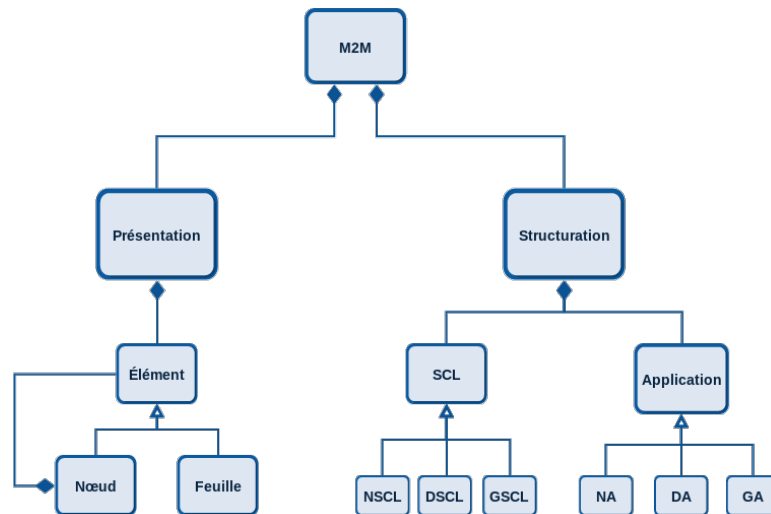 M2M
Présentation
Structuration
Élément
SCL
Application
Nœud
Feuille
NSCL
DSCL
GSCL
NA
DA
GA